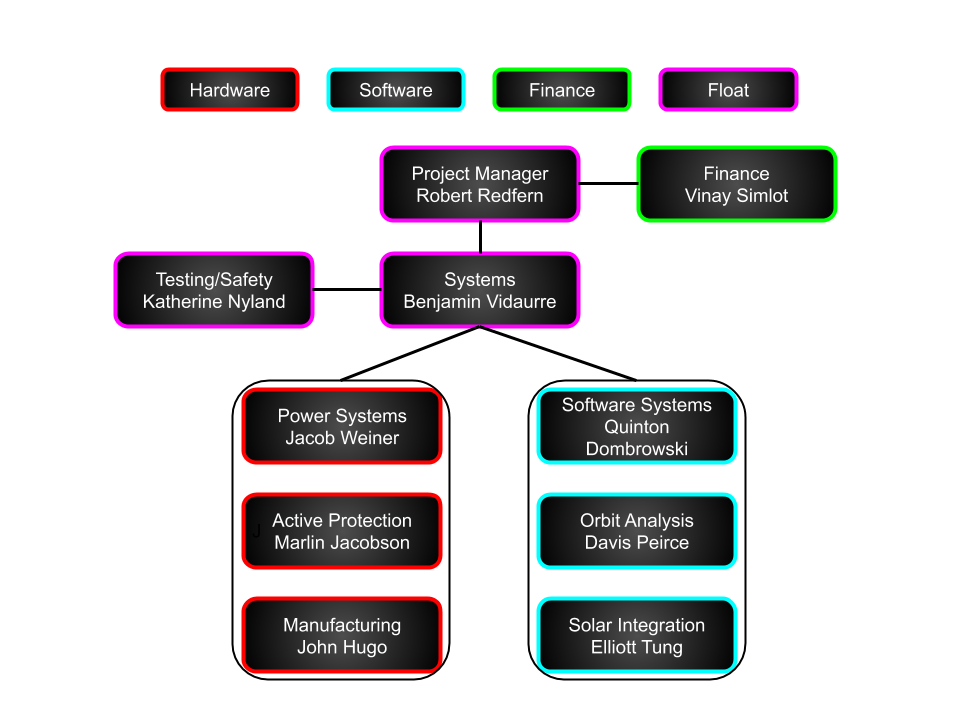 Hardware
Software
Finance
Float
Project Manager
Robert Redfern
Finance
Vinay Simlot
Testing/Safety
Katherine Nyland
Systems
Benjamin Vidaurre
Power Systems
Jacob Weiner
J
Active Protection
Marlin Jacobson
Manufacturing
John Hugo
Software Systems
Quinton
Dombrowski
Orbit Analysis
Davis Peirce
Solar Integration
Elliott Tung